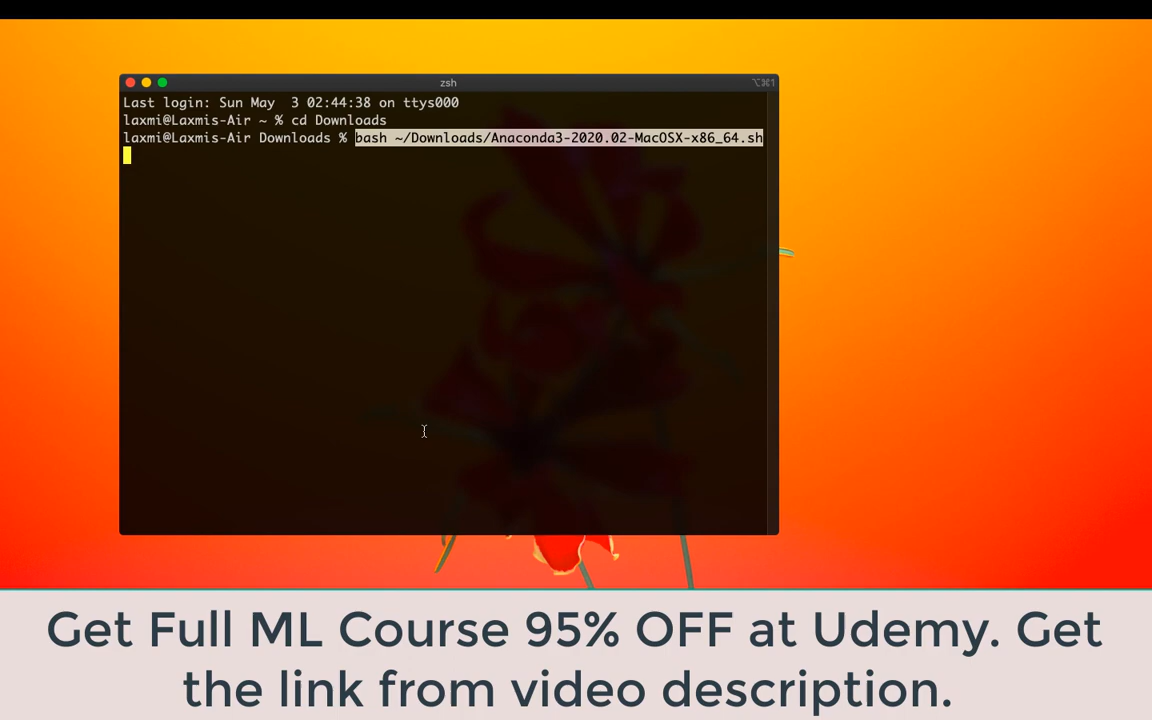 zsh
⌥⌘1
Last login: Sun May  3 02:44:38 on ttys000
laxmi@Laxmis-Air ~ % cd Downloads
laxmi@Laxmis-Air Downloads % bash ~/Downloads/Anaconda3-2020.02-MacOSX-x86_64.sh
Get Full ML Course 95% OFF at Udemy. Get
the link from video description.